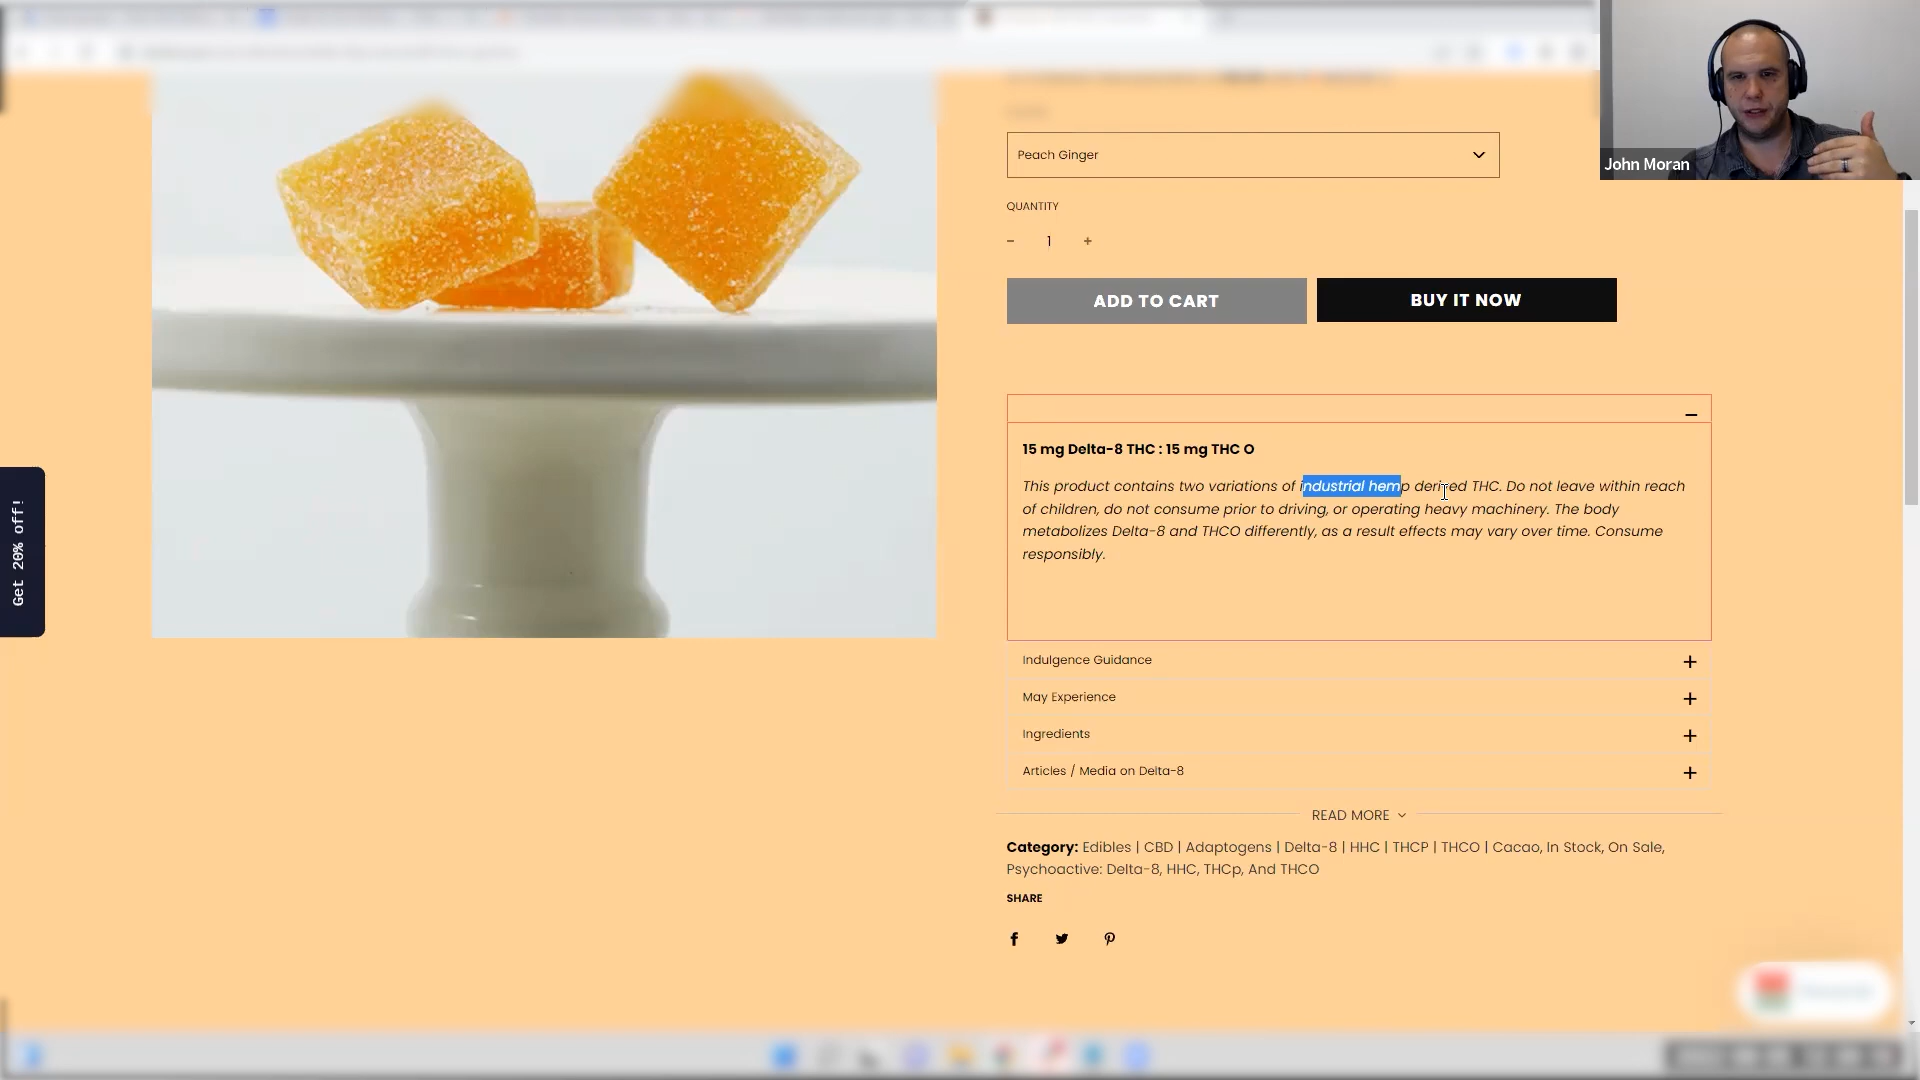 John Moran
Peach Ginger
QUANTITY
- 1 +
ADD TO CART
BUY IT NOW
15 mg Delta-8 THC : 15 mg THC O
This product contains two variations of industrial hemp derived THC. Do not leave within reach
of children, do not consume prior to driving, or operating heavy machinery. The body
metabolizes Delta-8 and THCO differently, as a result effects may vary over time. Consume
responsibly.
Indulgence Guidance
May Experience
Ingredients
Articles / Media on Delta-8
READ MORE
Category: Edibles | CBD | Adaptogens | Delta-8 | HHC | THCP | THCO | Cacao, In Stock, On Sale,
Psychoactive: Delta-8, HHC, THCp, And THCO
SHARE
Get 20% off!